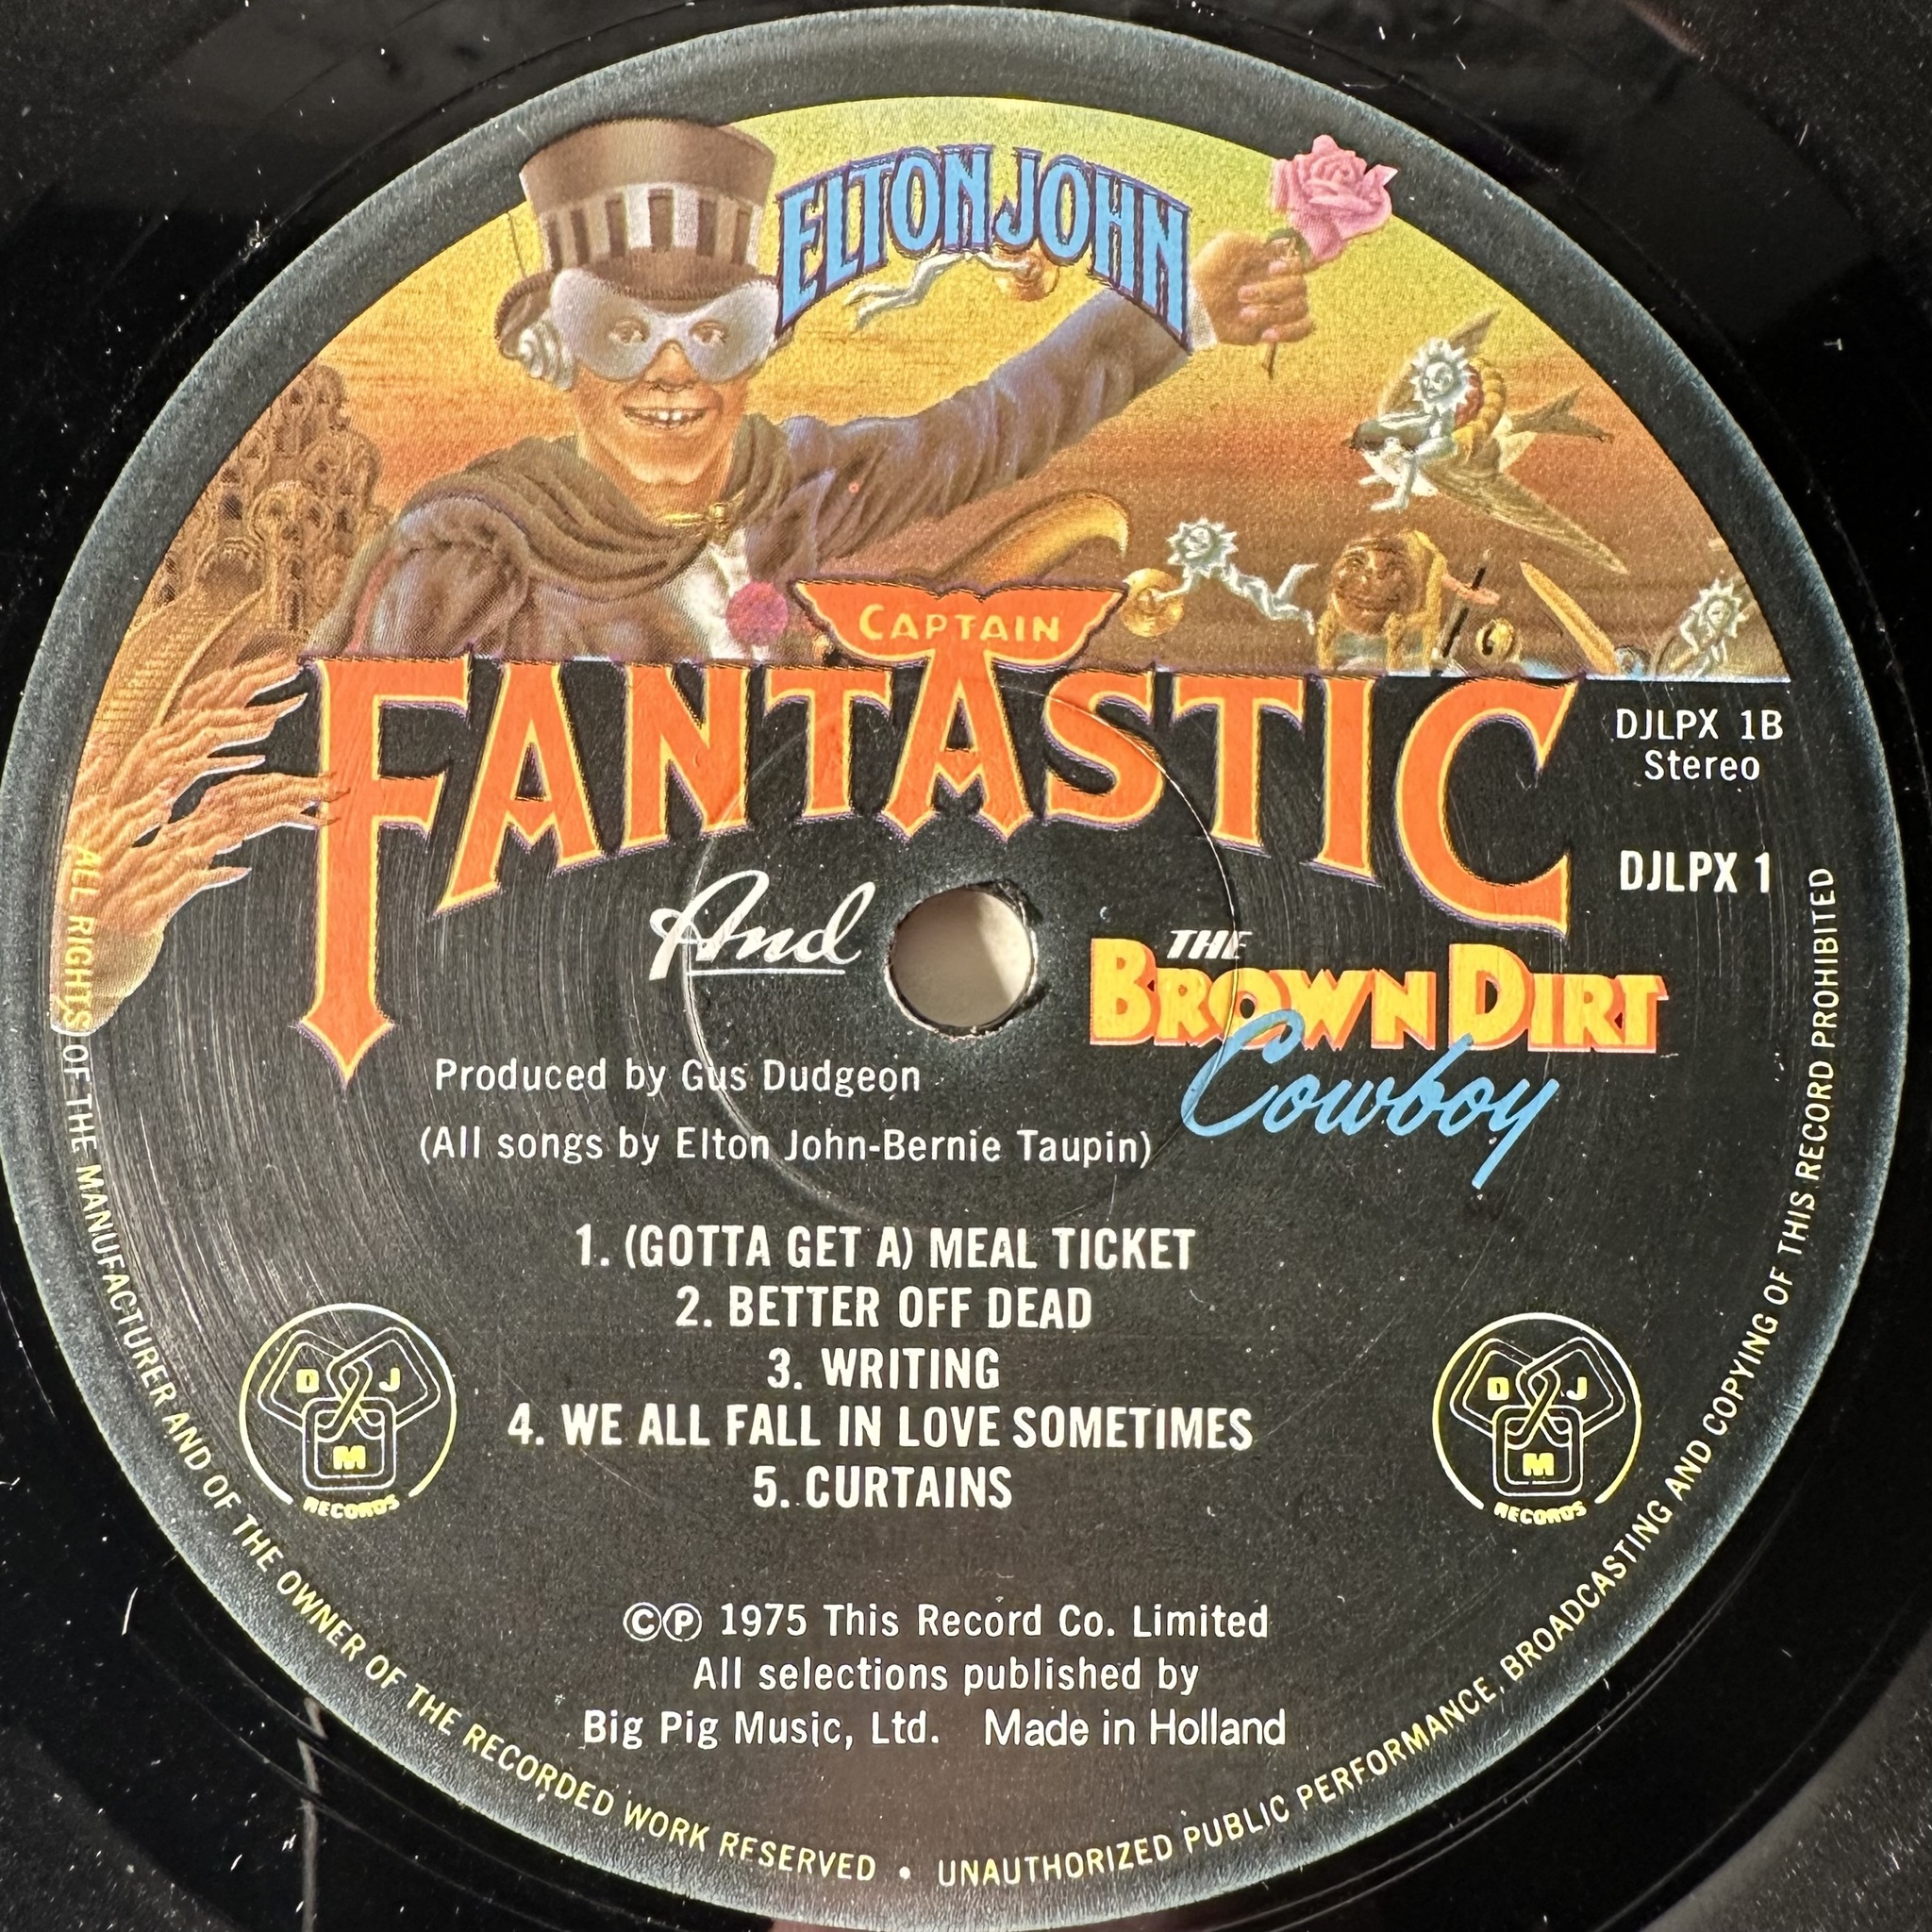 ELTON JOHN
CAPTAIN
FANTASTIC
And
THE
BROWN DIRT
Cowboy
DJLPX 1B
Stereo
DJLPX 1
Produced by Gus Dudgeon
(All songs by Elton John-Bernie Taupin)
1. (GOTTA GET A) MEAL TICKET
2. BETTER OFF DEAD
3. WRITING
4. WE ALL FALL IN LOVE SOMETIMES
5. CURTAINS
D J
M
RECORDS
D J
M
RECORDS
©℗ 1975 This Record Co. Limited
All selections published by
Big Pig Music, Ltd. Made in Holland
ALL RIGHTS OF THE MANUFACTURER AND OF THE OWNER OF THE RECORDED WORK RESERVED • UNAUTHORIZED PUBLIC PERFORMANCE, BROADCASTING AND COPYING OF THIS RECORD PROHIBITED